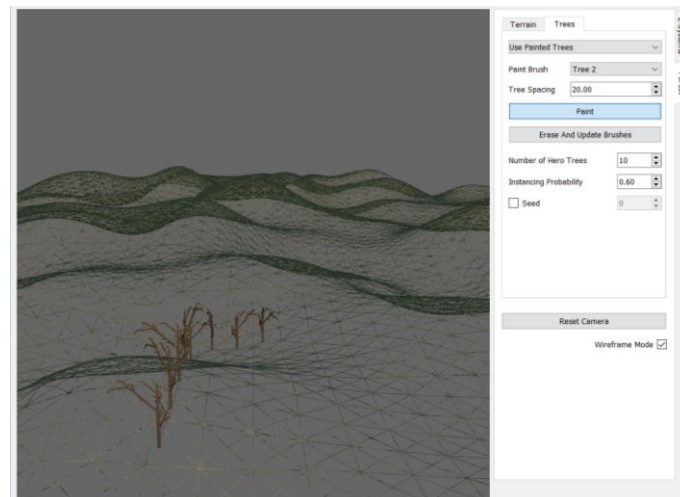 Terrain Trees
Use Painted Trees
Paint Brush Tree 2
Tree Spacing 20.00
Paint
Erase And Update Brushes
Number of Hero Trees 10
Instancing Probability 0.60
Seed 0
Reset Camera
Wireframe Mode